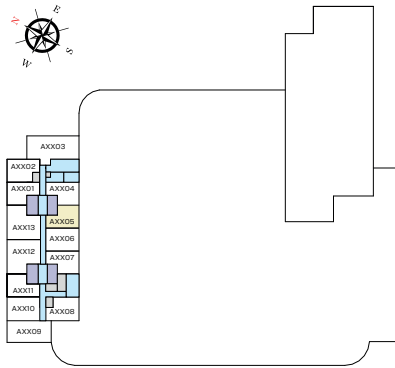 N
E
S
W
AXX03
AXX02
AXX01 AXX04
AXX05
AXX13
AXX06
AXX12
AXX07
AXX11
AXX10 AXX08
AXX09